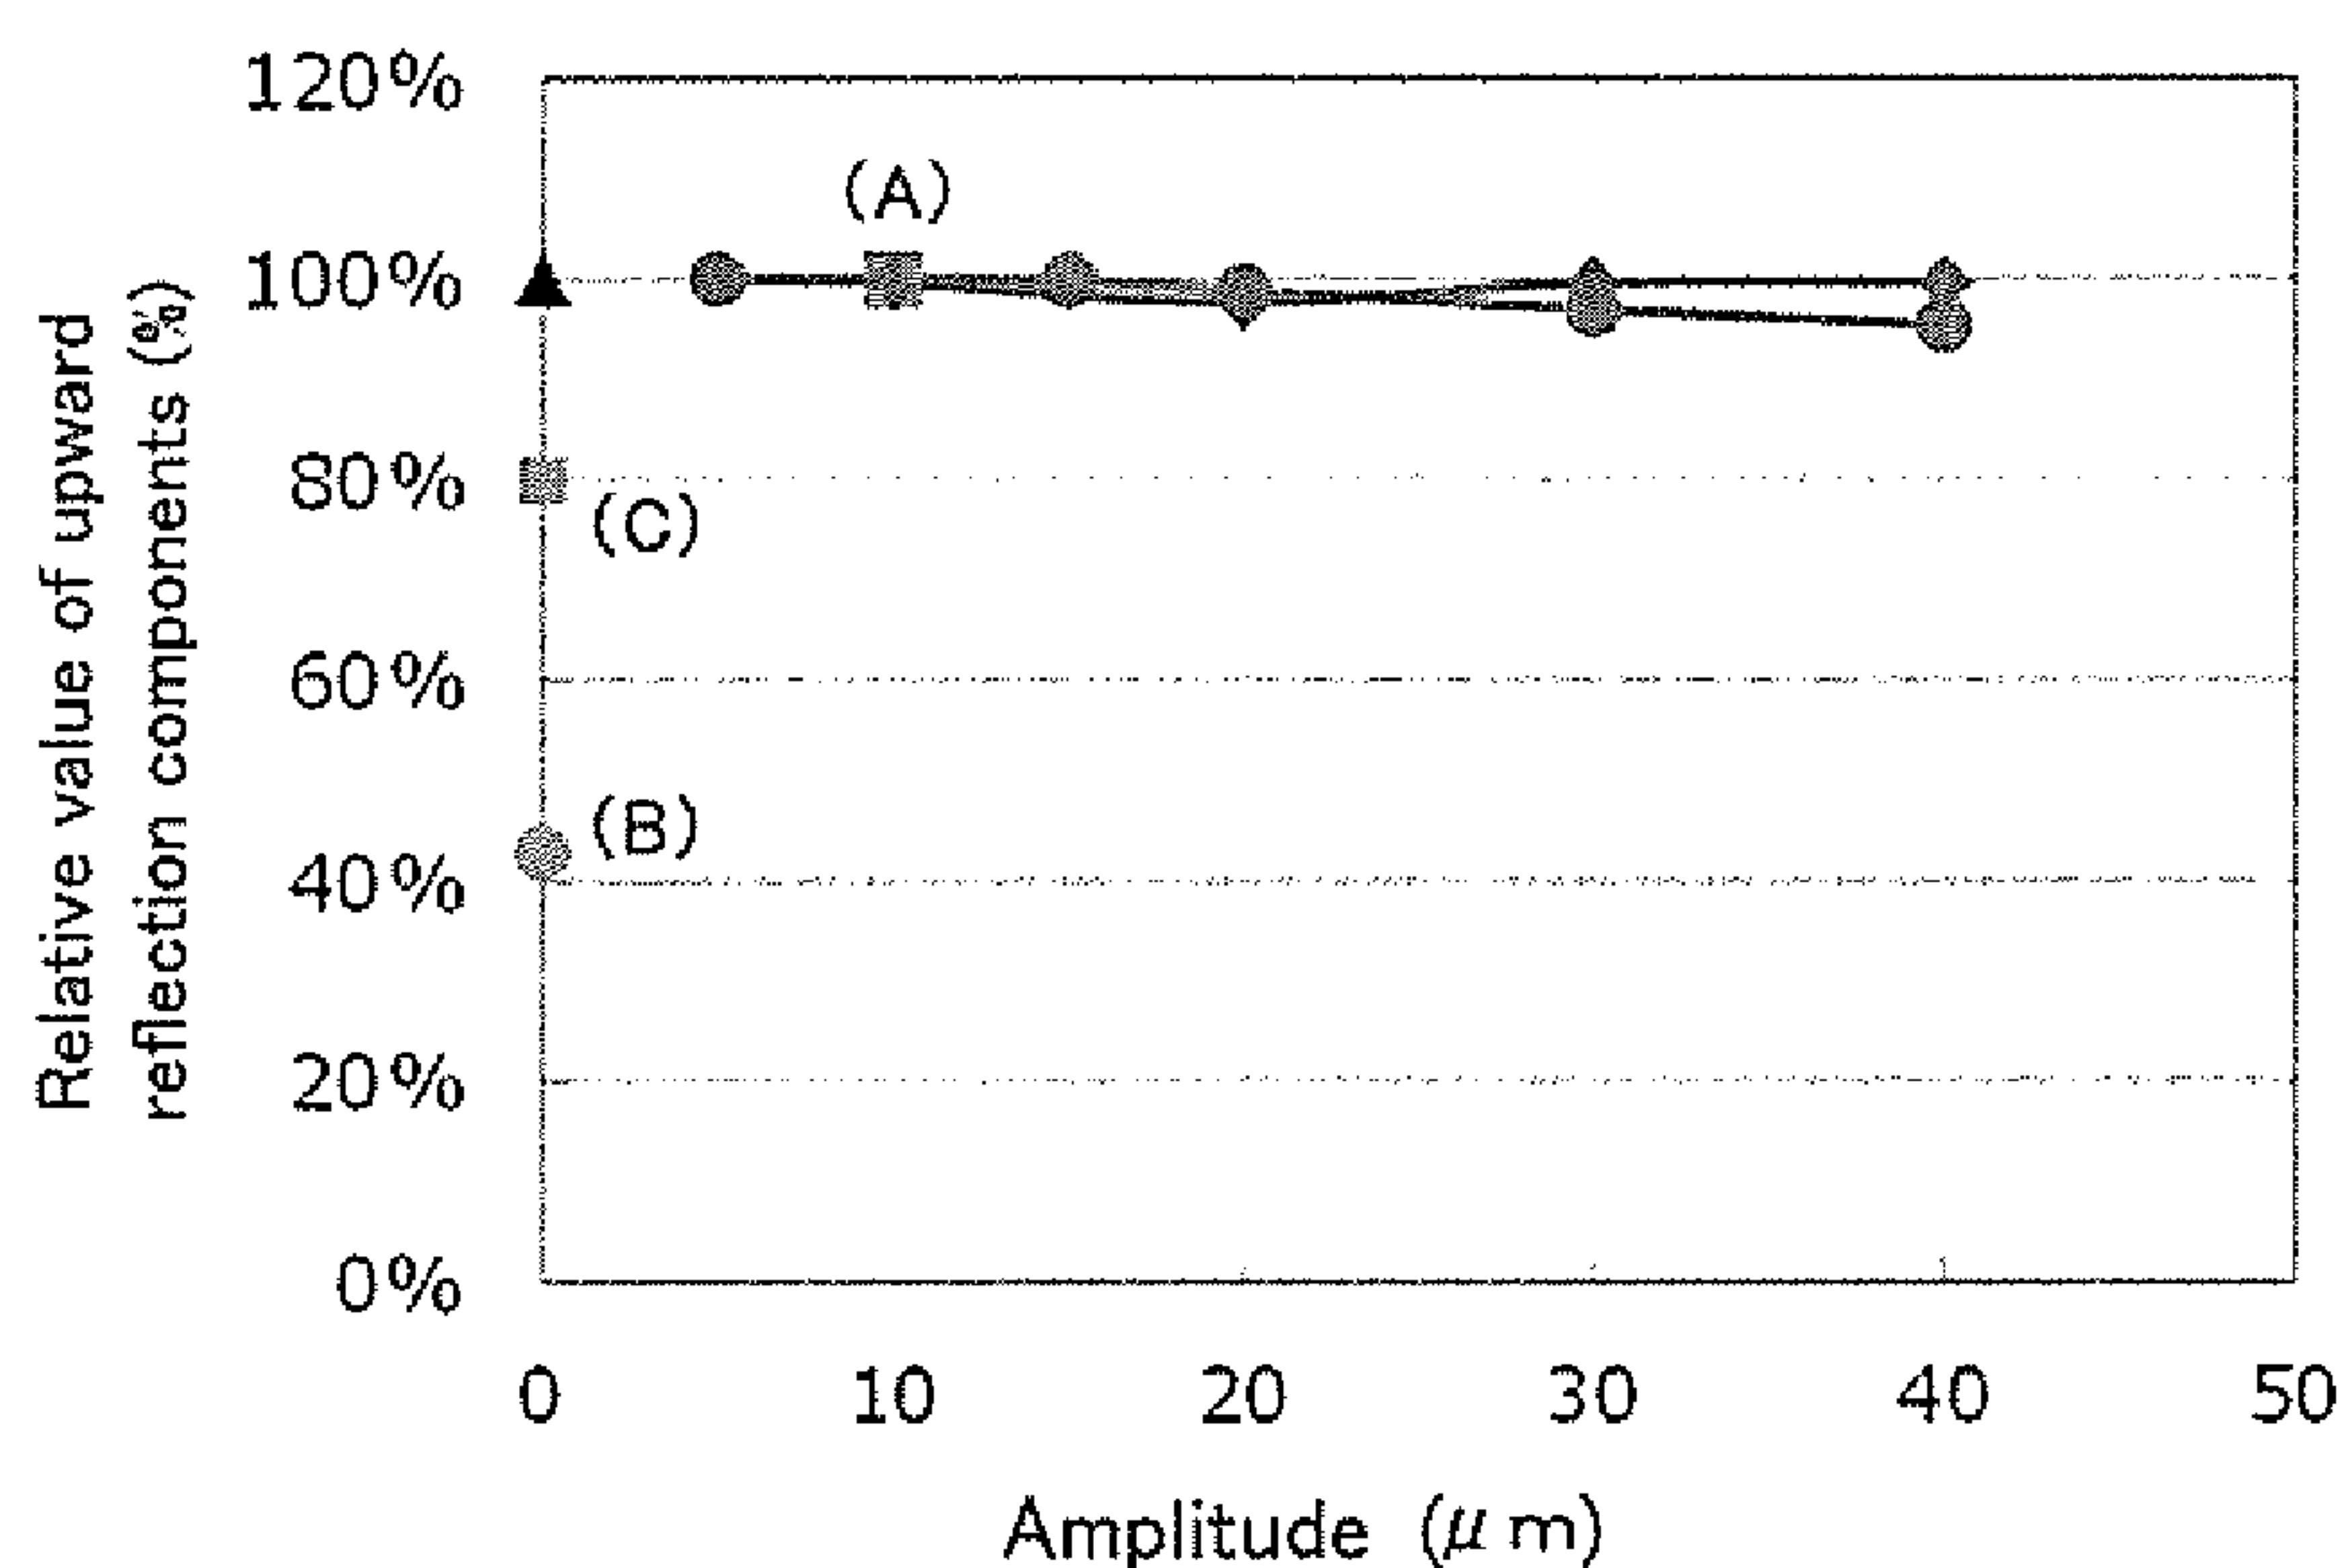 Relative value of upward
reflection components (%)
120%
100%
80%
60%
40%
20%
0%
(A)
(C)
(B)
0 10 20 30 40 50
Amplitude (μm)